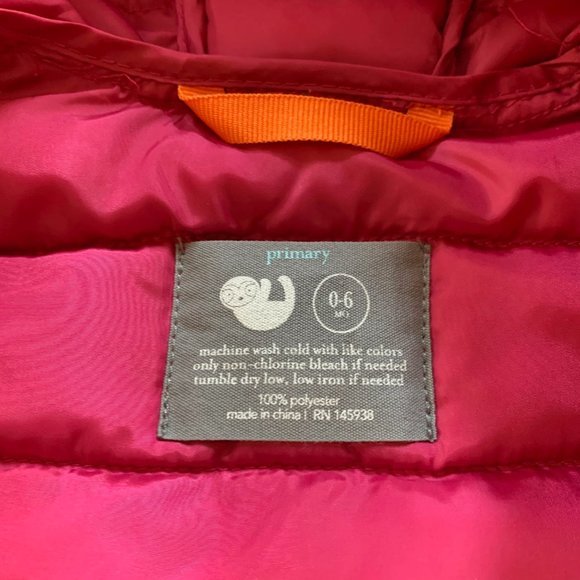 primary
0-6
MO
machine wash cold with like colors
only non-chlorine bleach if needed
tumble dry low, low iron if needed
100% polyester
made in china | RN 145938